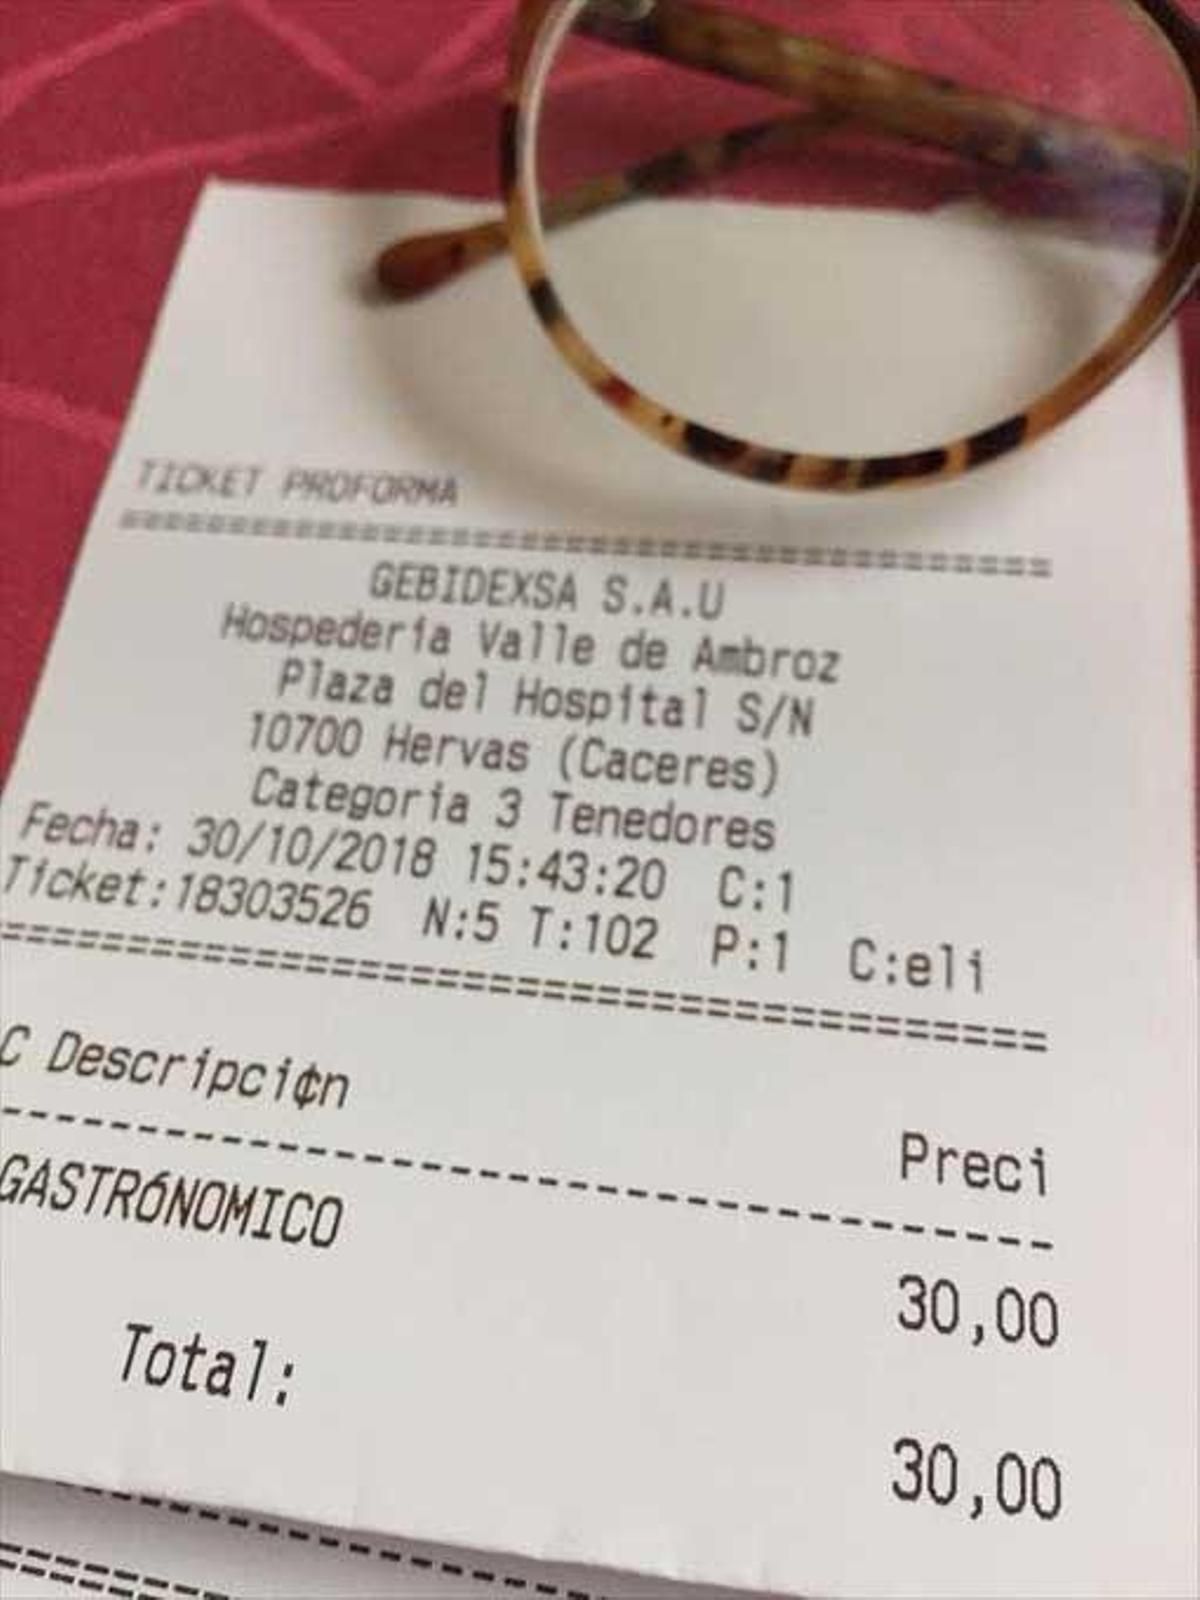 TICKET PROFORMA
=====================================
GEBIDEXSA S.A.U
Hospedería Valle de Ambroz
Plaza del Hospital S/N
10700 Hervas (Caceres)
Categoria 3 Tenedores
Fecha: 30/10/2018 15:43:20 C:1
Ticket:18303526 N:5 T:102 P:1 C:eli
=====================================
C Descripci¢n Preci
-------------------------------------
GASTRÓNOMICO 30,00
Total: 30,00